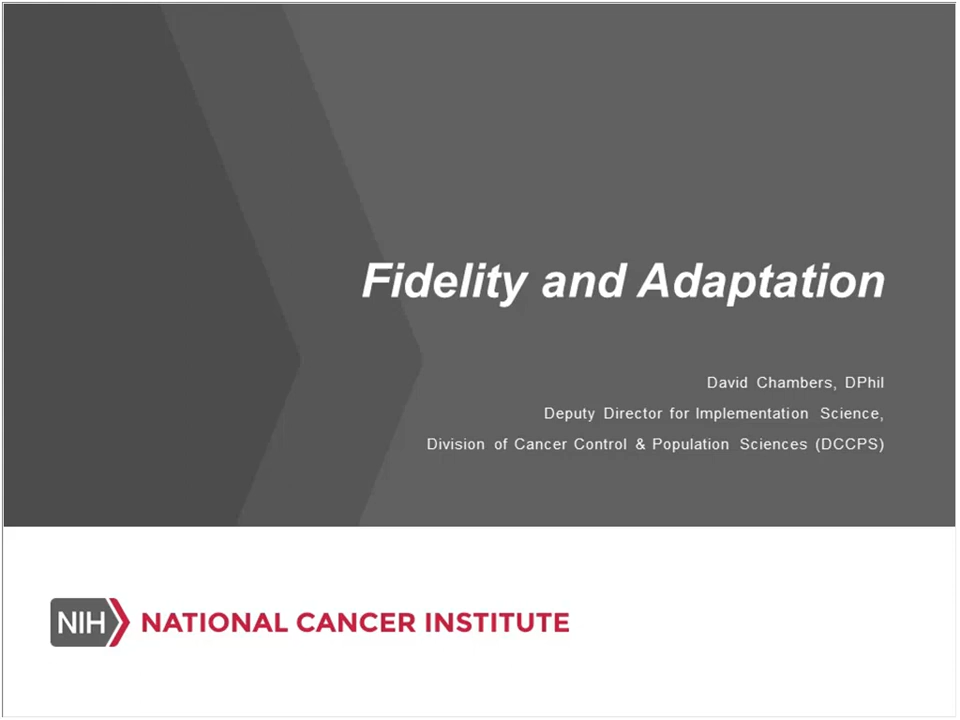 Fidelity and Adaptation
David Chambers, DPhil
Deputy Director for Implementation Science,
Division of Cancer Control & Population Sciences (DCCPS)
NIH NATIONAL CANCER INSTITUTE